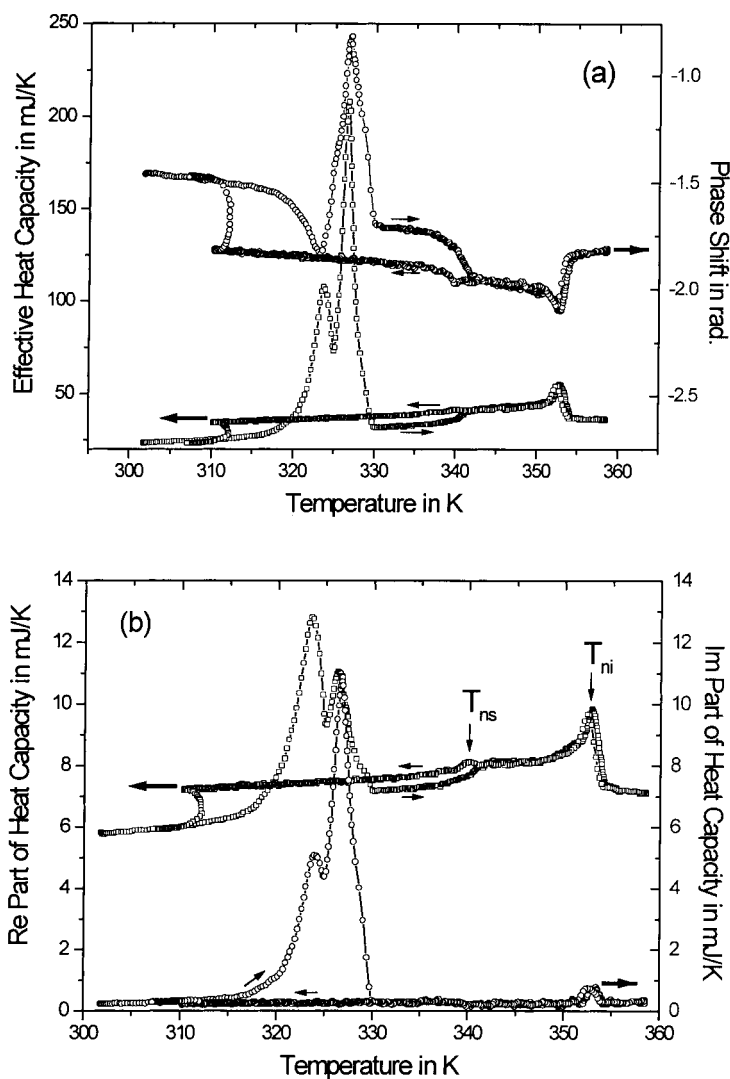 (a)
Effective Heat Capacity in mJ/K
250
200
150
100
50
Phase Shift in rad.
-1.0
-1.5
-2.0
-2.5
300 310 320 330 340 350 360
Temperature in K
(b)
Re Part of Heat Capacity in mJ/K
14
12
10
8
6
4
2
0
Tns
Tni
Im Part of Heat Capacity in mJ/K
14
12
10
8
6
4
2
0
300 310 320 330 340 350 360
Temperature in K